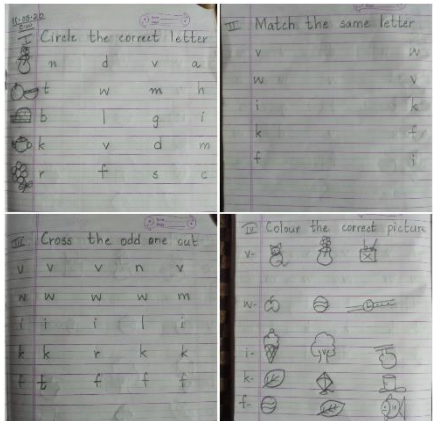 I Circle the correct letter
n d v a
t w m h
b l g i
k v d m
r f s c
II Match the same letter
v w
w v
i k
k f
f i
III Cross the odd one out
v v v n v
w w w w m
i i i l i
k k r k k
f t f f f
IV Colour the correct picture
v-
w-
i-
k-
f-